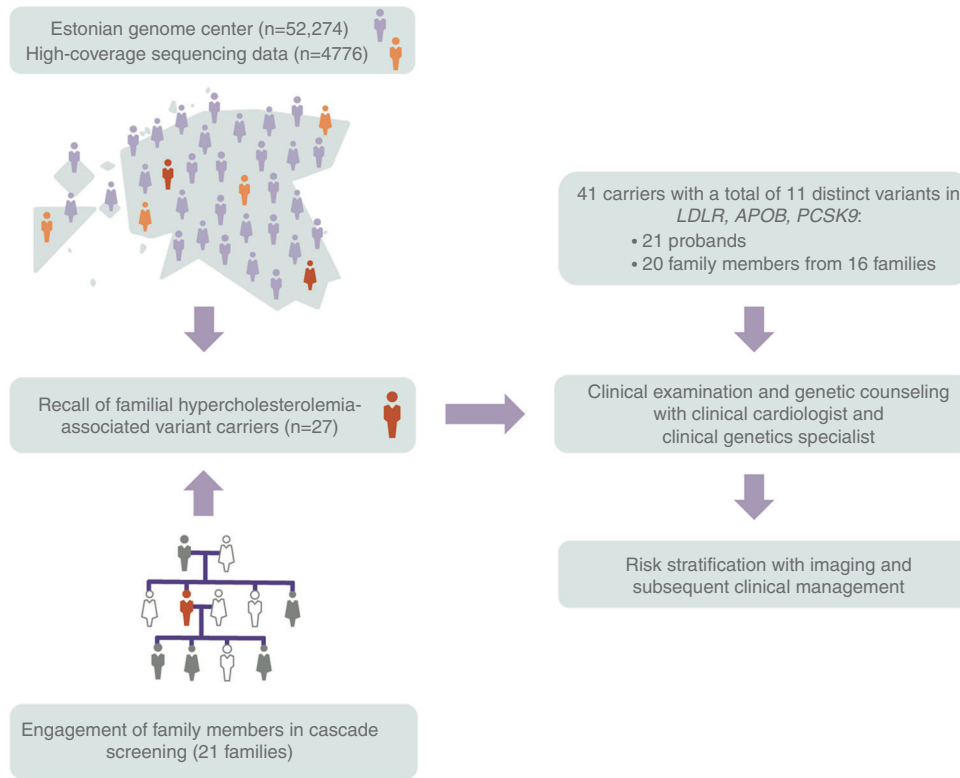 Estonian genome center (n=52,274)
High-coverage sequencing data (n=4776)
Recall of familial hypercholesterolemia-
associated variant carriers (n=27)
Engagement of family members in cascade
screening (21 families)
41 carriers with a total of 11 distinct variants in
LDLR, APOB, PCSK9:
• 21 probands
• 20 family members from 16 families
Clinical examination and genetic counseling
with clinical cardiologist and
clinical genetics specialist
Risk stratification with imaging and
subsequent clinical management